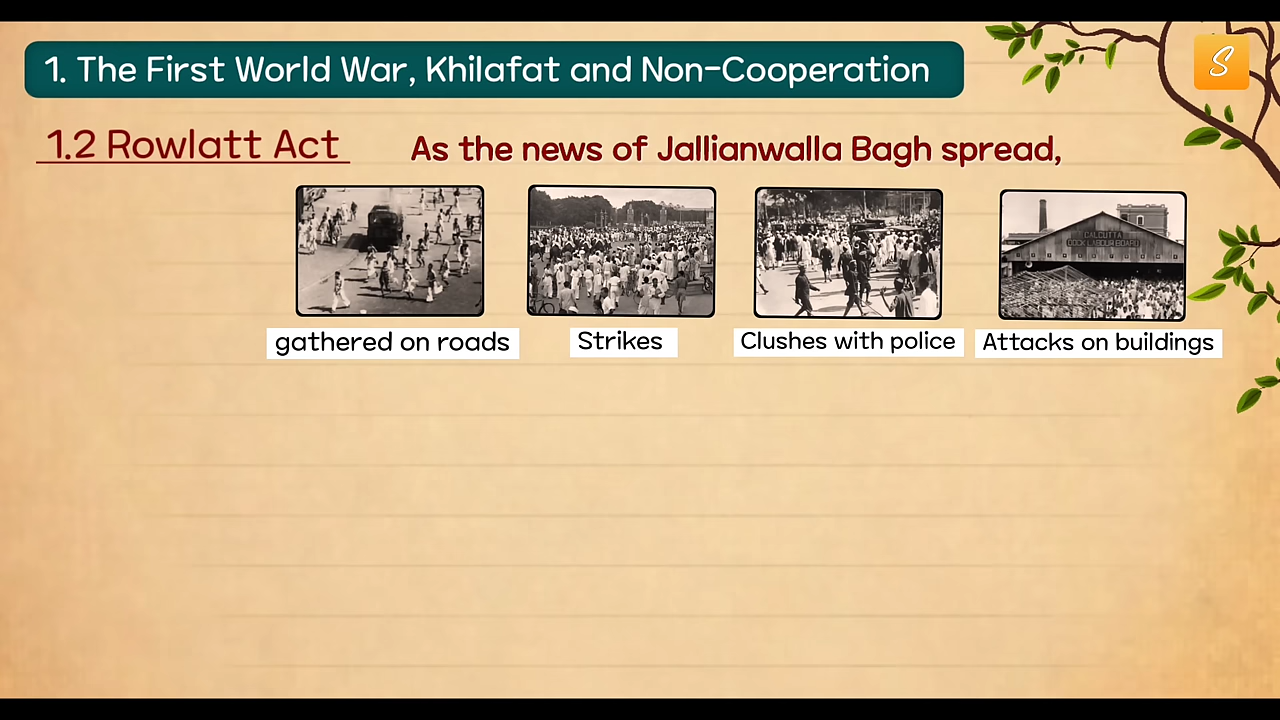 1. The First World War, Khilafat and Non-Cooperation
S
1.2 Rowlatt Act
As the news of Jallianwalla Bagh spread,
CALCUTTA
DOCK LABOUR BOARD
gathered on roads
Strikes
Clushes with police
Attacks on buildings